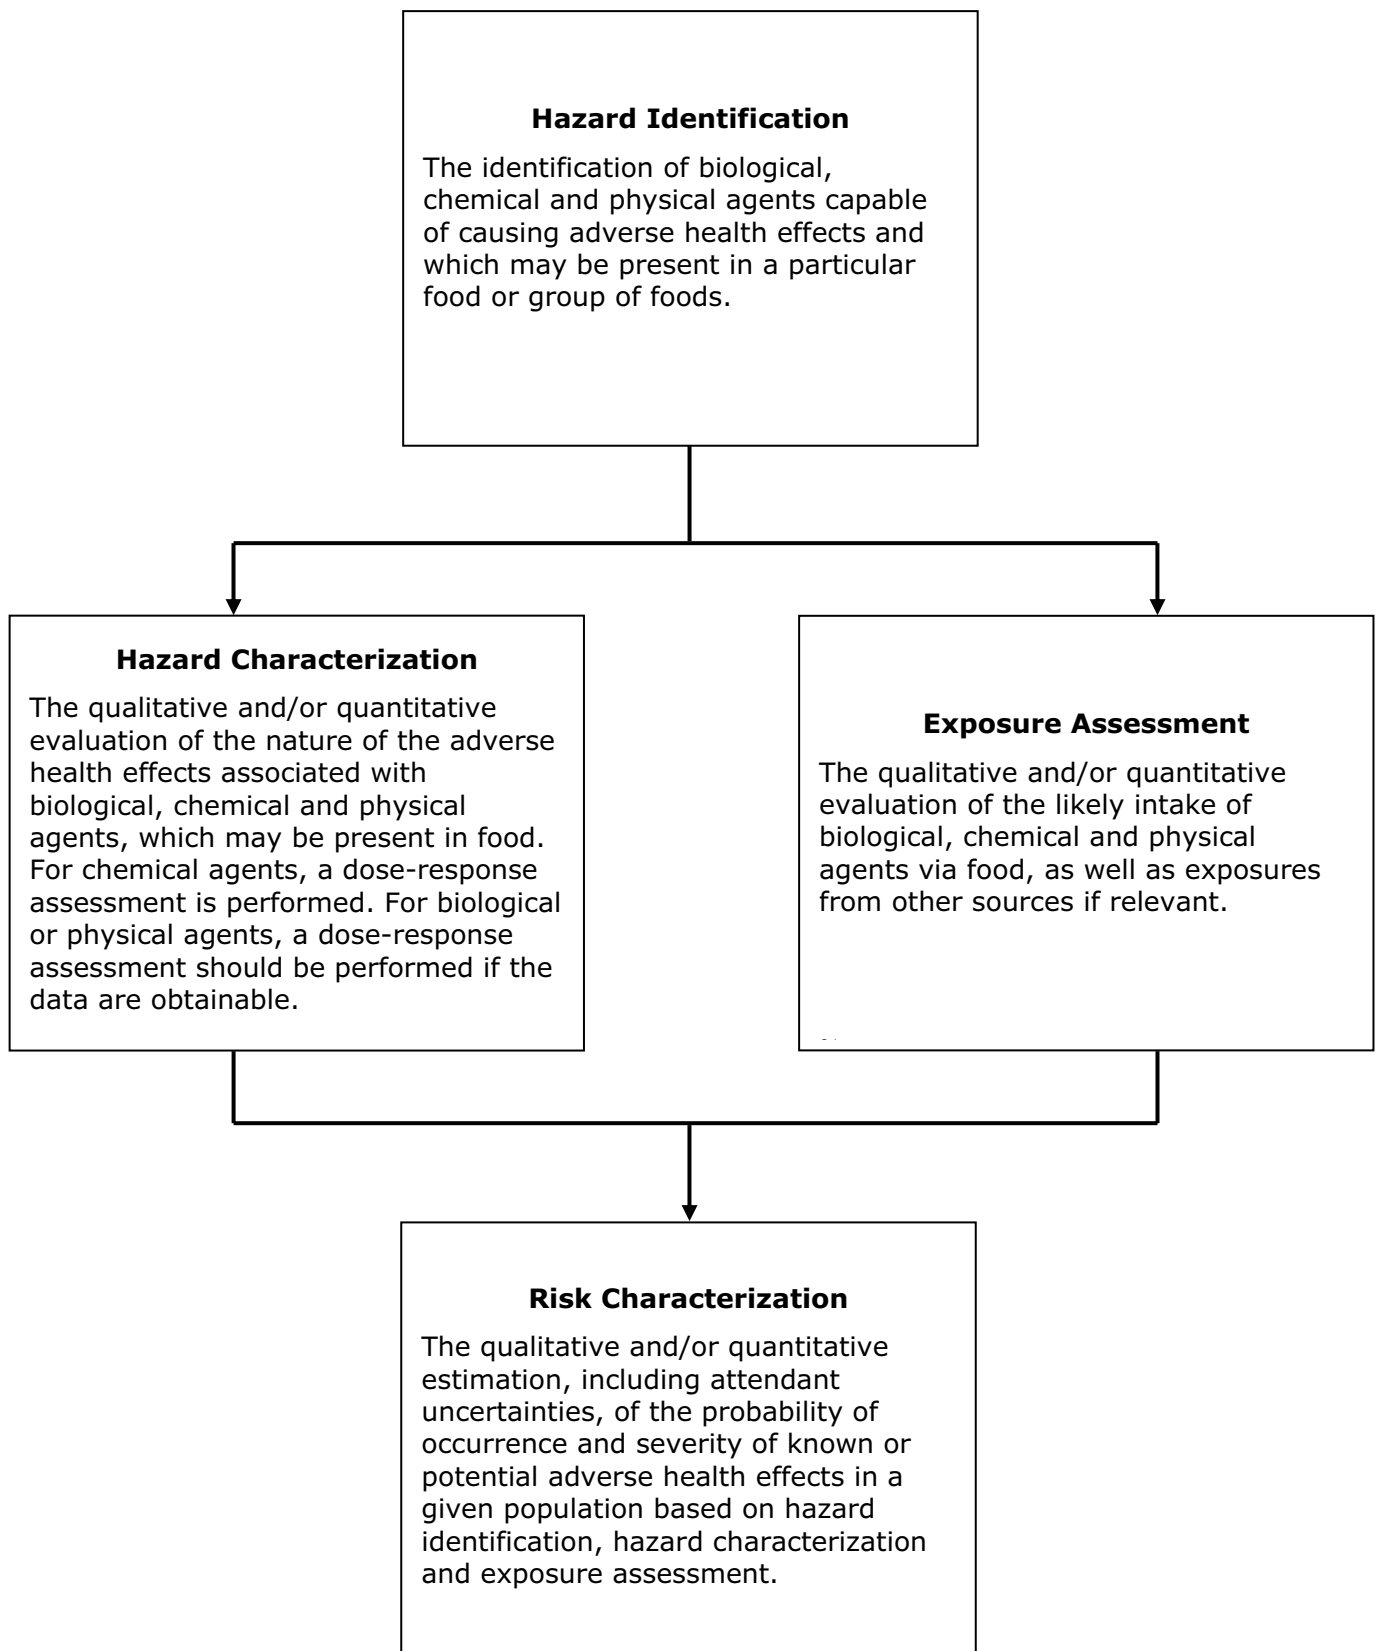 Hazard Identification
The identification of biological,
chemical and physical agents capable
of causing adverse health effects and
which may be present in a particular
food or group of foods.
Hazard Characterization
The qualitative and/or quantitative
evaluation of the nature of the adverse
health effects associated with
biological, chemical and physical
agents, which may be present in food.
For chemical agents, a dose-response
assessment is performed. For biological
or physical agents, a dose-response
assessment should be performed if the
data are obtainable.
Exposure Assessment
The qualitative and/or quantitative
evaluation of the likely intake of
biological, chemical and physical
agents via food, as well as exposures
from other sources if relevant.
Risk Characterization
The qualitative and/or quantitative
estimation, including attendant
uncertainties, of the probability of
occurrence and severity of known or
potential adverse health effects in a
given population based on hazard
identification, hazard characterization
and exposure assessment.